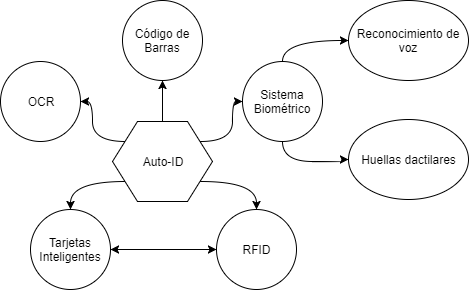 Código de
Barras
Reconocimiento de
voz
OCR
Sistema
Biométrico
Auto-ID
Huellas dactilares
Tarjetas
Inteligentes
RFID